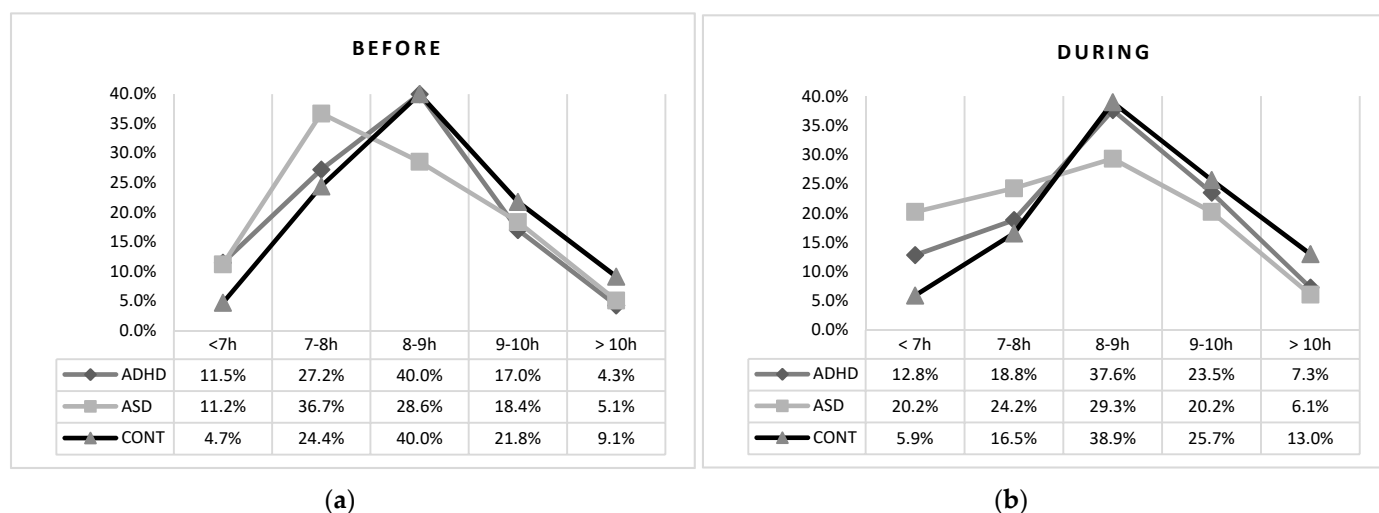 BEFORE
40.0%
35.0%
30.0%
25.0%
20.0%
15.0%
10.0%
5.0%
0.0%
<7h 7-8h 8-9h 9-10h > 10h
ADHD 11.5% 27.2% 40.0% 17.0% 4.3%
ASD 11.2% 36.7% 28.6% 18.4% 5.1%
CONT 4.7% 24.4% 40.0% 21.8% 9.1%
(a)
DURING
40.0%
35.0%
30.0%
25.0%
20.0%
15.0%
10.0%
5.0%
0.0%
< 7h 7-8h 8-9h 9-10h > 10h
ADHD 12.8% 18.8% 37.6% 23.5% 7.3%
ASD 20.2% 24.2% 29.3% 20.2% 6.1%
CONT 5.9% 16.5% 38.9% 25.7% 13.0%
(b)